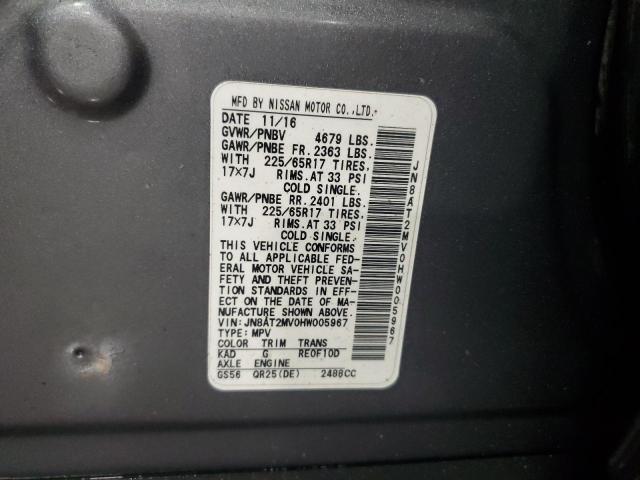 MFD BY NISSAN MOTOR CO.,LTD.
DATE 11/16
GVWR/PNBV 4679 LBS.
GAWR/PNBE FR. 2363 LBS.
WITH 225/65R17 TIRES,
17×7J RIMS.AT 33 PSI
COLD SINGLE.
GAWR/PNBE RR. 2401 LBS.
WITH 225/65R17 TIRES,
17×7J RIMS.AT 33 PSI
COLD SINGLE.
THIS VEHICLE CONFORMS
TO ALL APPLICABLE FED-
ERAL MOTOR VEHICLE SA-
FETY AND THEFT PREVEN-
TION STANDARDS IN EFF-
ECT ON THE DATE OF MA-
NUFACTURE SHOWN ABOVE.
VIN:JN8AT2MV0HW005967
TYPE:MPV
COLOR TRIM TRANS
KAD G RE0F10D
AXLE ENGINE
GS56 QR25(DE) 2488CC
JN8AT2MV0HW005967